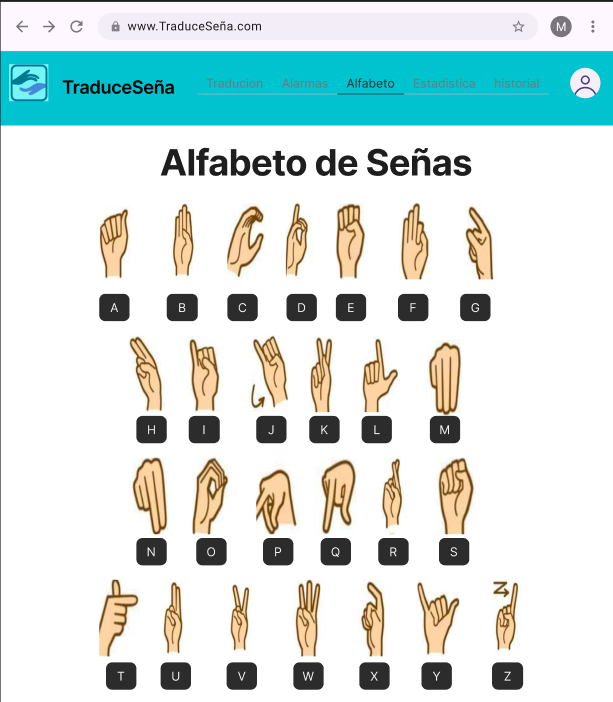 www.TraduceSeña.com
M
TraduceSeña
Traducion Alarmas Alfabeto Estadistica historial
Alfabeto de Señas
A B C D E F G
H I J K L M
N O P Q R S
Z
T U V W X Y Z